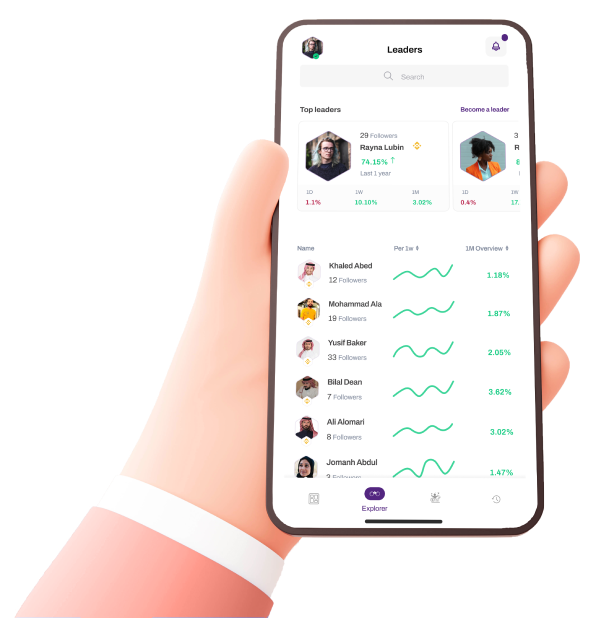 Leaders
Search
Top leaders
Become a leader
29 Followers
Rayna Lubin
74.15% ↑
Last 1 year
1D 1W 1M
1.1% 10.10% 3.02%
3
R
8
1D 1W
0.4% 17.
Name Per 1w 1M Overview
Khaled Abed
12 Followers
1.18%
Mohammad Ala
19 Followers
1.87%
Yusif Baker
33 Followers
2.05%
Bilal Dean
7 Followers
3.62%
Ali Alomari
8 Followers
3.02%
Jomanh Abdul
1.47%
Explorer